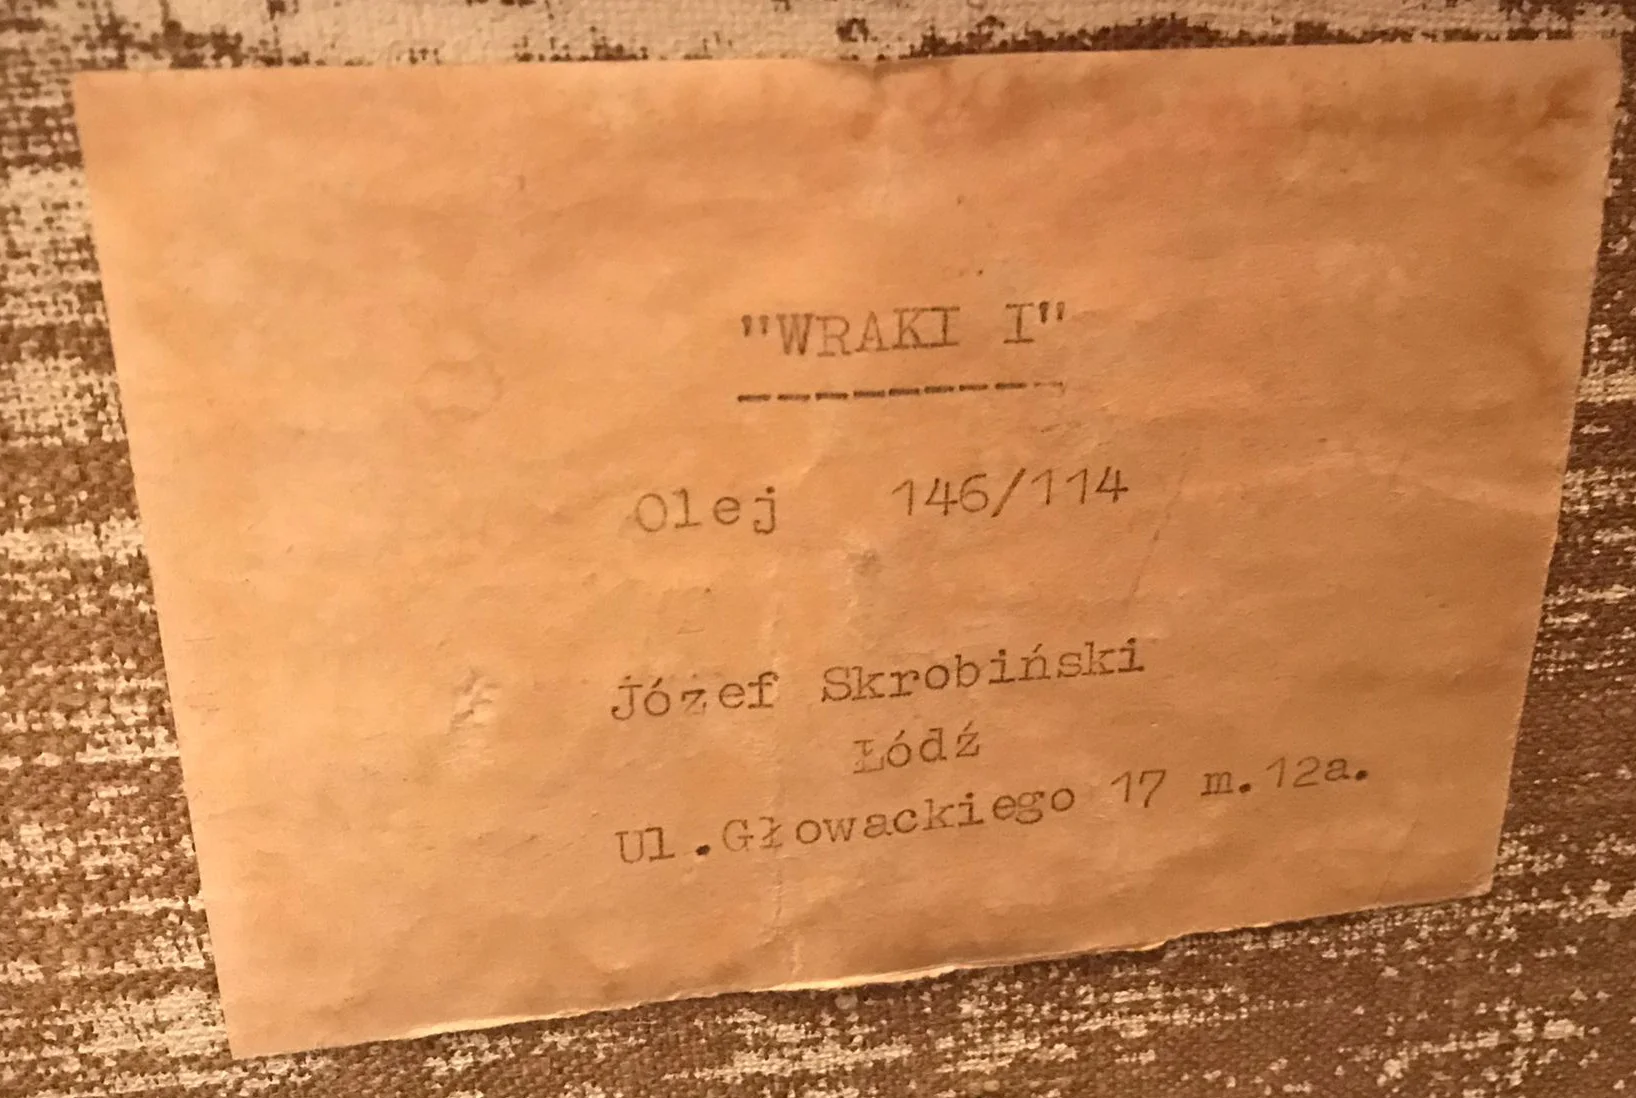 "WRAKI I"
---------
Olej 146/114
Józef Skrobiński
Łódź
Ul.Głowackiego 17 m.12a.